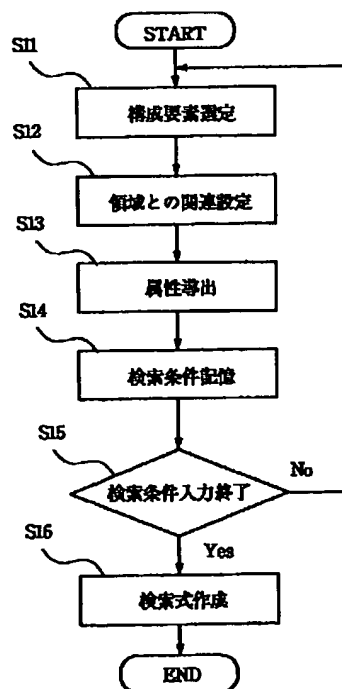 START
S11
構成要素選定
S12
領域との関連設定
S13
属性導出
S14
検索条件記憶
S15
検索条件入力終了
No
Yes
S16
検索式作成
END